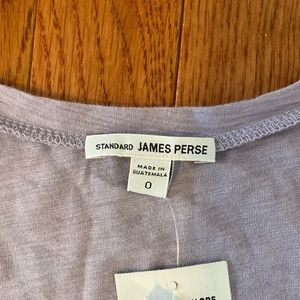 STANDARD JAMES PERSE
MADE IN
GUATEMALA
0